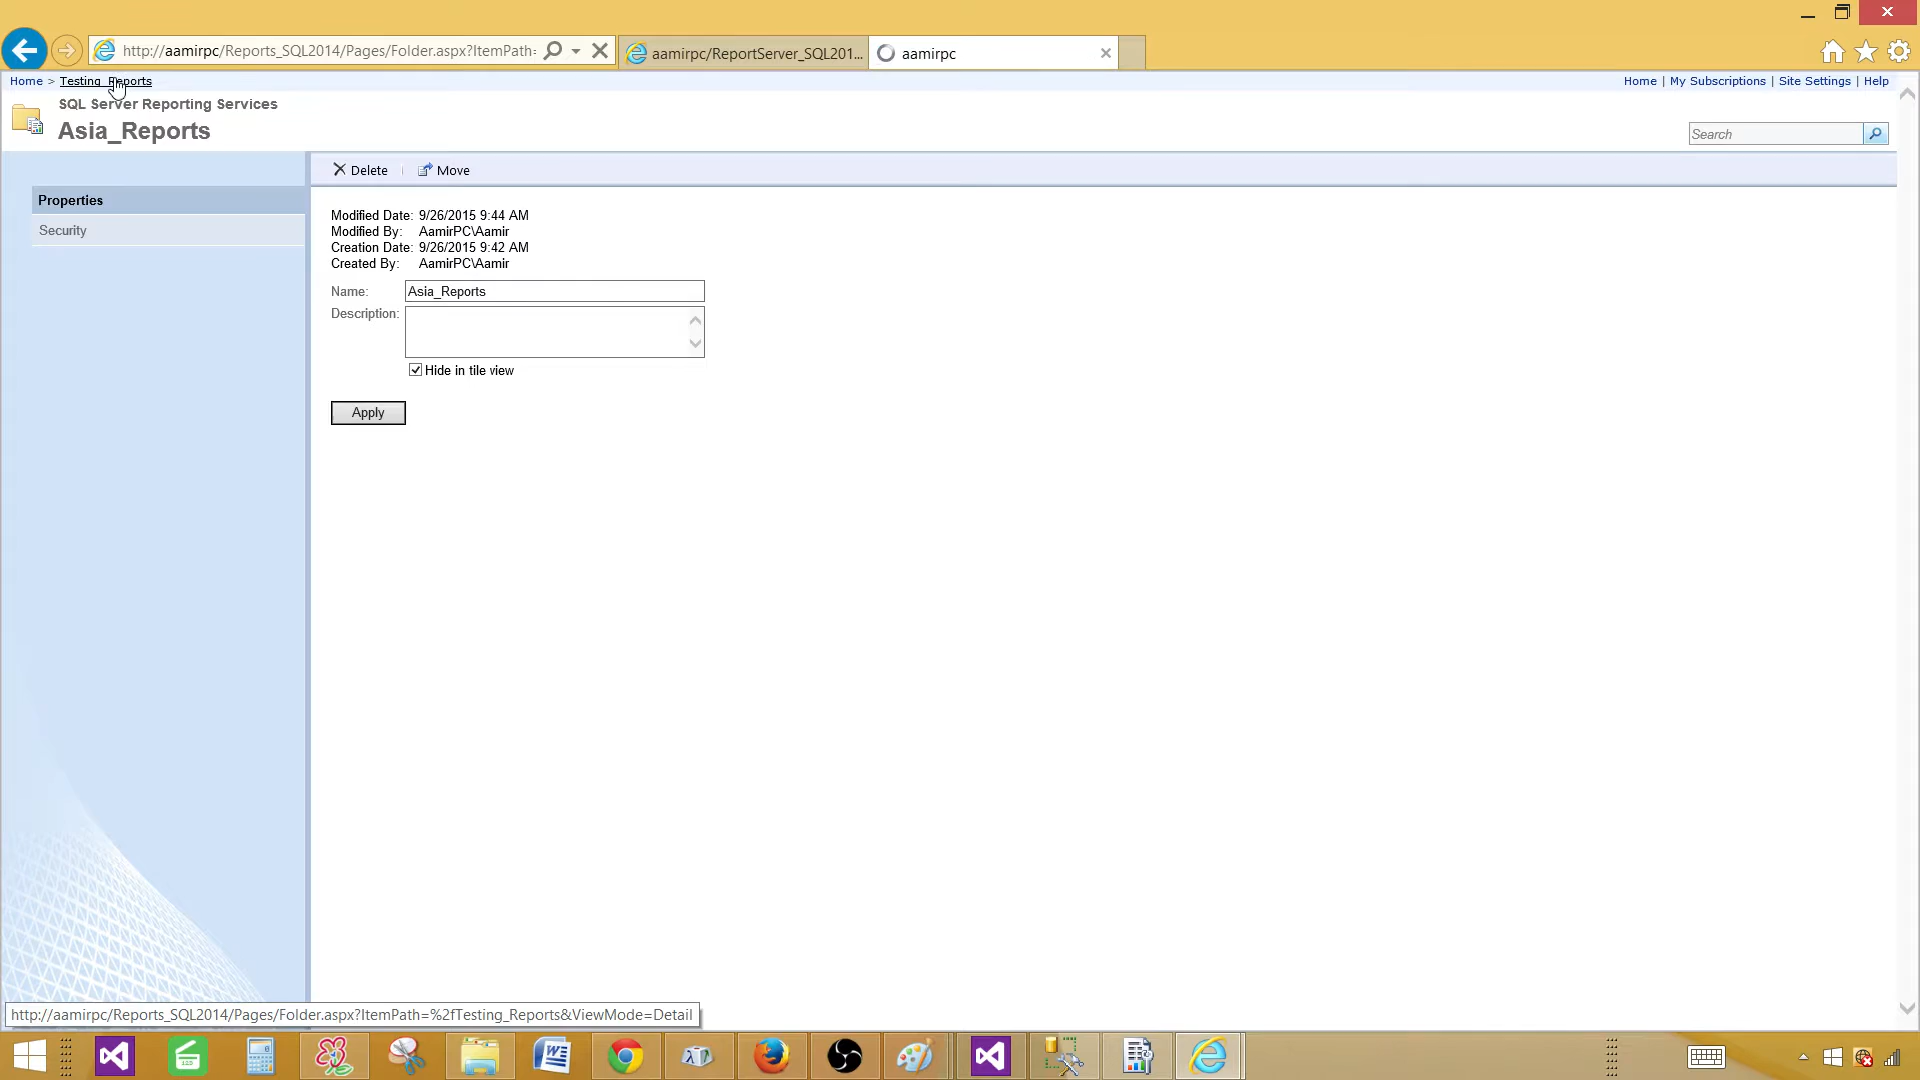 http://aamirpc/Reports_SQL2014/Pages/Folder.aspx?ItemPath=
aamirpc/ReportServer_SQL201...
aamirpc
Home > Testing_Reports
Home | My Subscriptions | Site Settings | Help
SQL Server Reporting Services
Asia_Reports
Search
Delete
Move
Properties
Security
Modified Date: 9/26/2015 9:44 AM
Modified By: AamirPC\Aamir
Creation Date: 9/26/2015 9:42 AM
Created By: AamirPC\Aamir
Name: Asia_Reports
Description:
Hide in tile view
Apply
http://aamirpc/Reports_SQL2014/Pages/Folder.aspx?ItemPath=%2fTesting_Reports&ViewMode=Detail